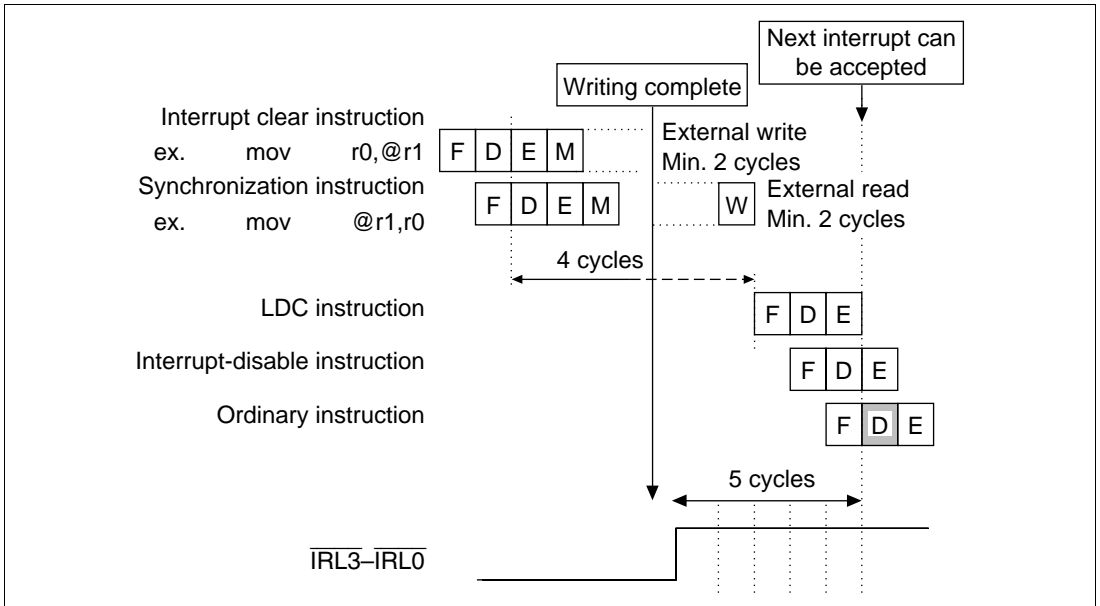 Next interrupt can
be accepted
Writing complete
Interrupt clear instruction
ex. mov r0,@r1
F D E M
External write
Min. 2 cycles
Synchronization instruction
ex. mov @r1,r0
F D E M
W
External read
Min. 2 cycles
4 cycles
LDC instruction
F D E
Interrupt-disable instruction
F D E
Ordinary instruction
F D E
5 cycles
IRL3–IRL0